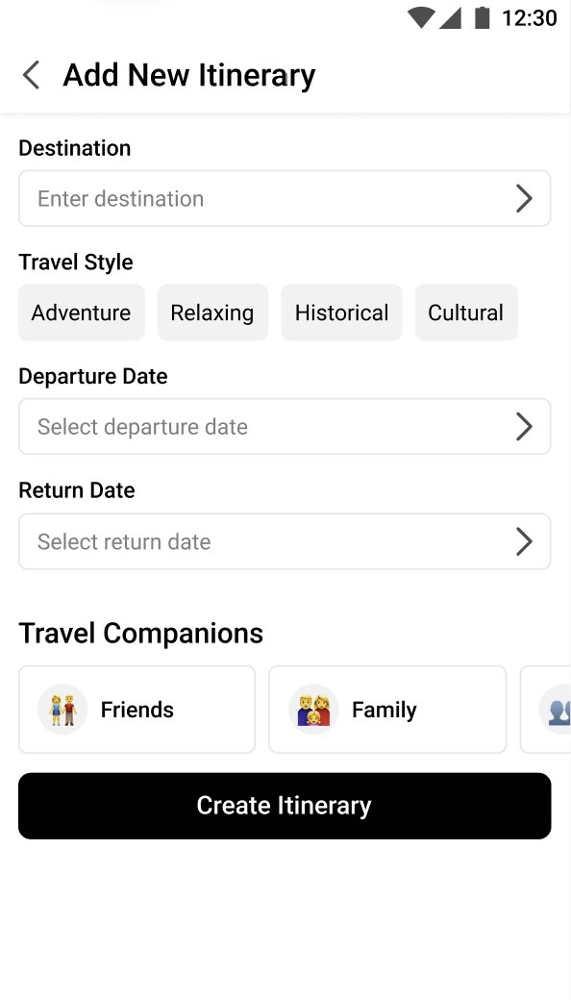 12:30
Add New Itinerary
Destination
Enter destination
Travel Style
Adventure Relaxing Historical Cultural
Departure Date
Select departure date
Return Date
Select return date
Travel Companions
Friends Family
Create Itinerary